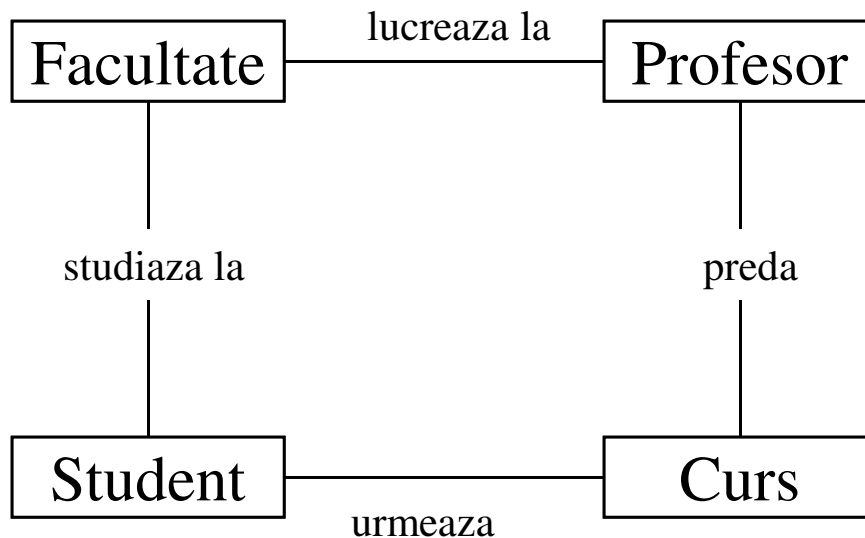 lucreaza la
Facultate
Profesor
studiaza la
preda
Student
Curs
urmeaza